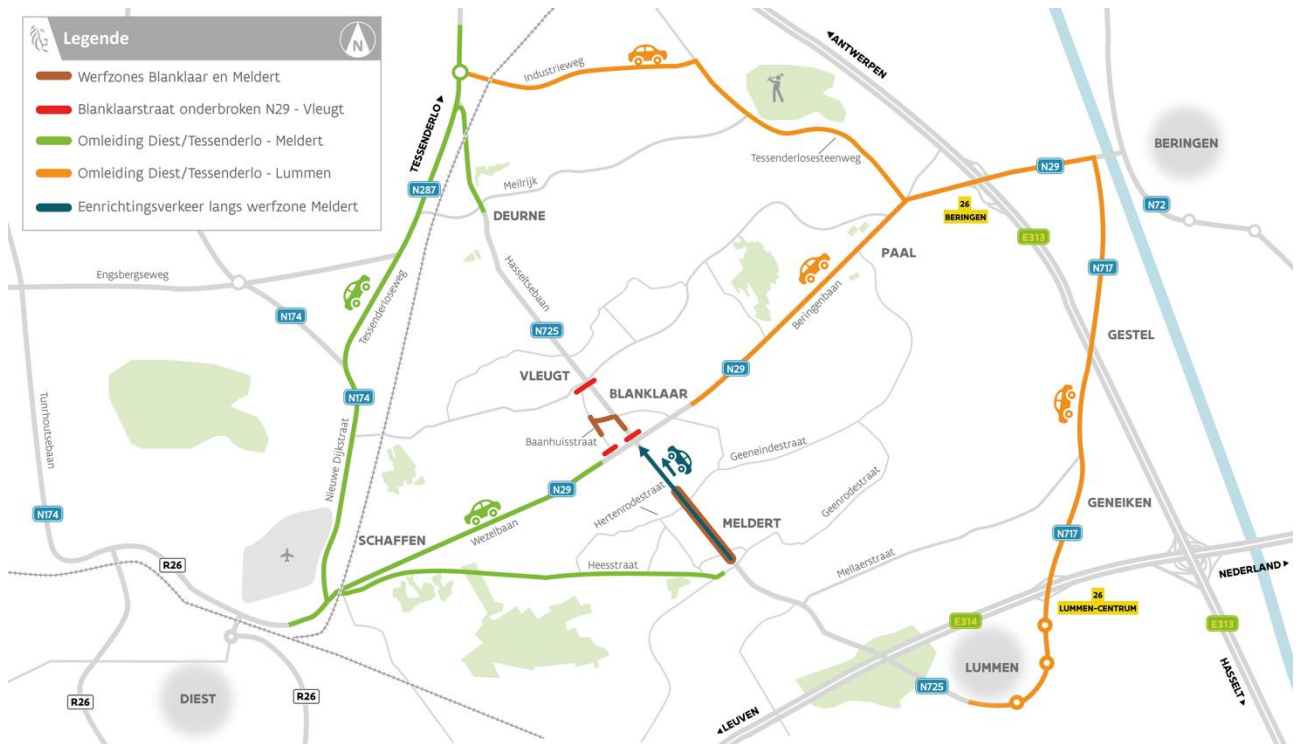 Legende
N
Werfzones Blanklaar en Meldert
Blanklaarstraat onderbroken N29 - Vleugt
Omleiding Diest/Tessenderlo - Meldert
Omleiding Diest/Tessenderlo - Lummen
Eenrichtingsverkeer langs werfzone Meldert
ANTWERPEN
Industrieweg
TESSENDERLO
BERINGEN
Tessenderlosesteenweg
N29
N287
Meilrijk
DEURNE
26
BERINGEN
N72
E313
PAAL
Engsbergseweg
Tessenderloseweg
Hasseltsebaan
Beringenbaan
N717
N174
N725
GESTEL
VLEUGT
BLANKLAAR
N29
N174
Tunrhoutsebaan
Nieuwe Dijkstraat
Baanhuisstraat
Geeneindestraat
N29
Hertenrodestraat
Geenrodestraat
GENEIKEN
N174
SCHAFFEN
Wezelbaan
MELDERT
N717
R26
Heesstraat
Mellaerstraat
NEDERLAND
26
LUMMEN-CENTRUM
E314
E313
LUMMEN
DIEST
R26
R26
N725
HASSELT
LEUVEN